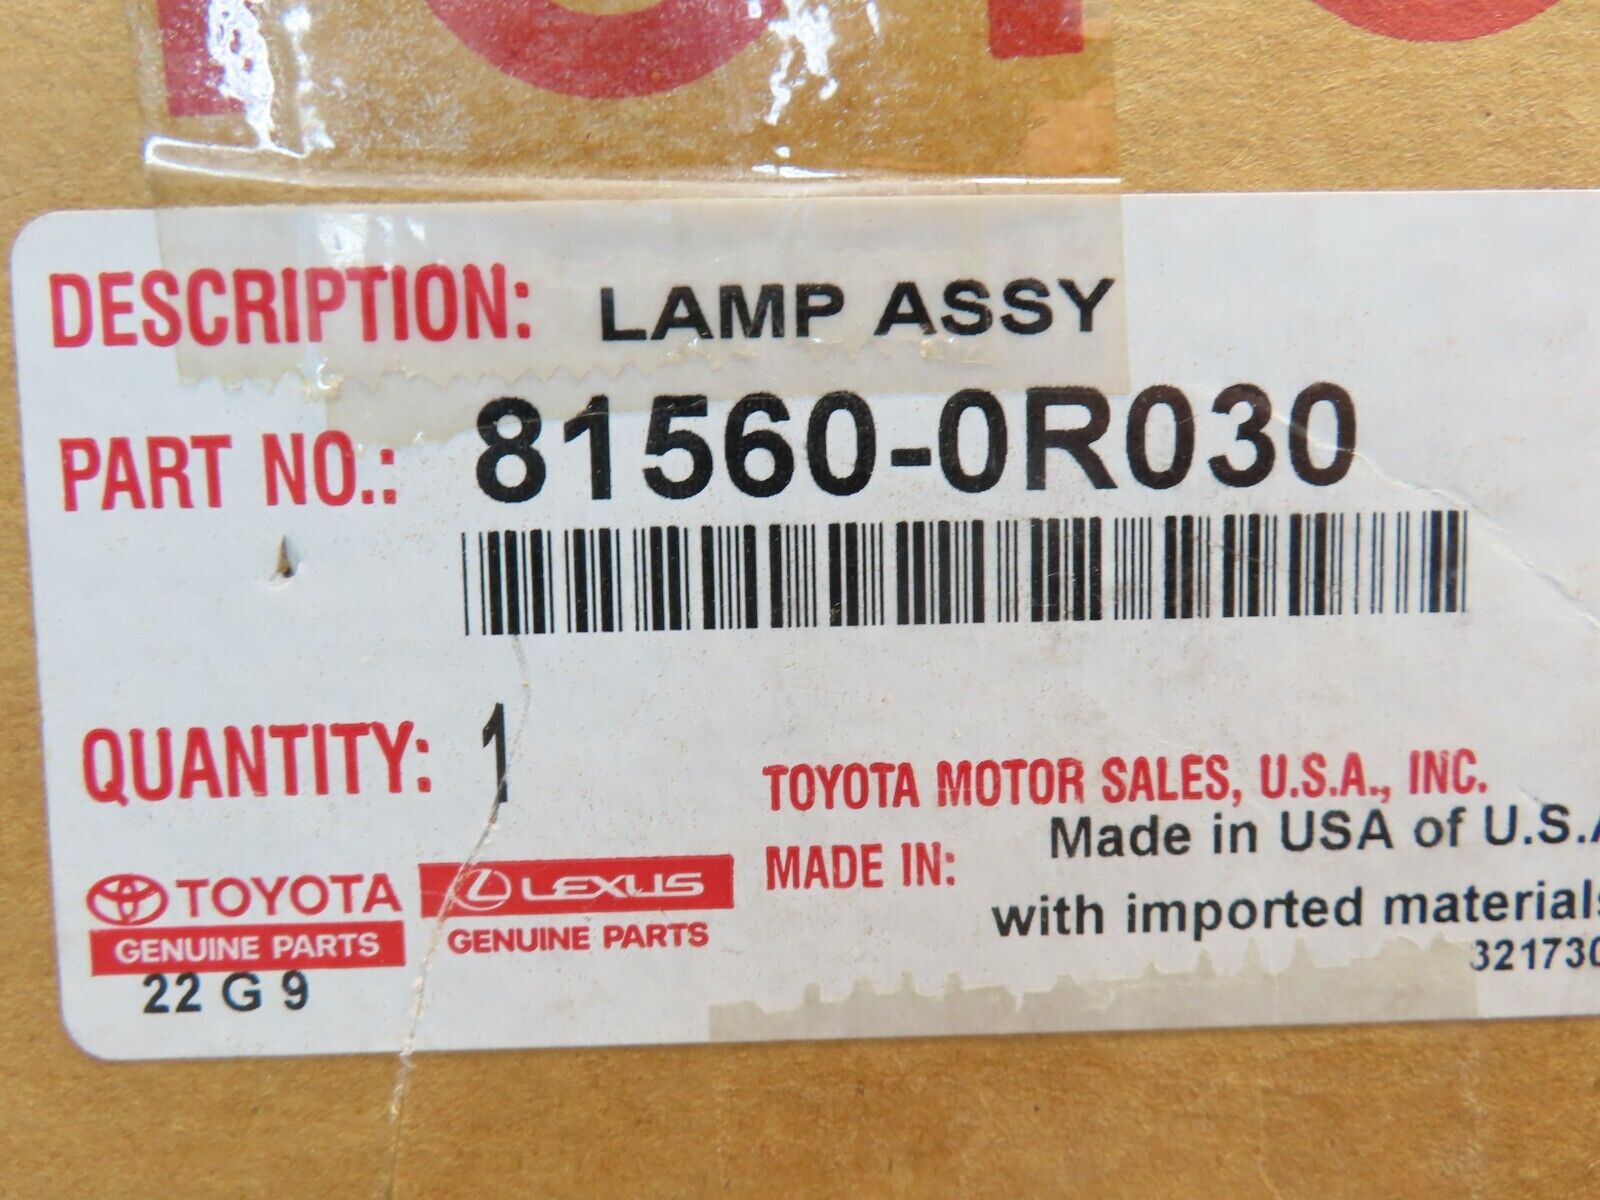 DESCRIPTION: LAMP ASSY
PART NO.: 81560-0R030
QUANTITY: 1
TOYOTA MOTOR SALES, U.S.A., INC.
MADE IN: Made in USA of U.S.A
with imported materials
321730
TOYOTA
GENUINE PARTS
LEXUS
GENUINE PARTS
22 G 9